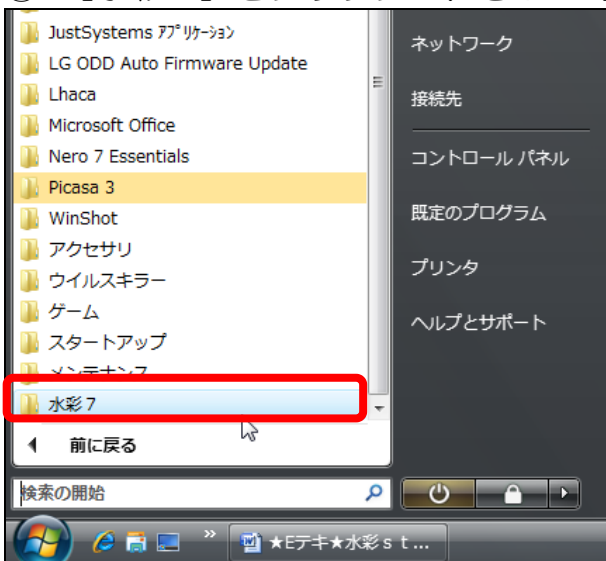 JustSystems ｱﾌﾟﾘｹｰｼｮﾝ
LG ODD Auto Firmware Update
Lhaca
Microsoft Office
Nero 7 Essentials
Picasa 3
WinShot
アクセサリ
ウイルスキラー
ゲーム
スタートアップ
メンテナンス
水彩７
前に戻る
検索の開始
ネットワーク
接続先
コントロール パネル
既定のプログラム
プリンタ
ヘルプとサポート
★Eテキ★水彩ｓｔ...